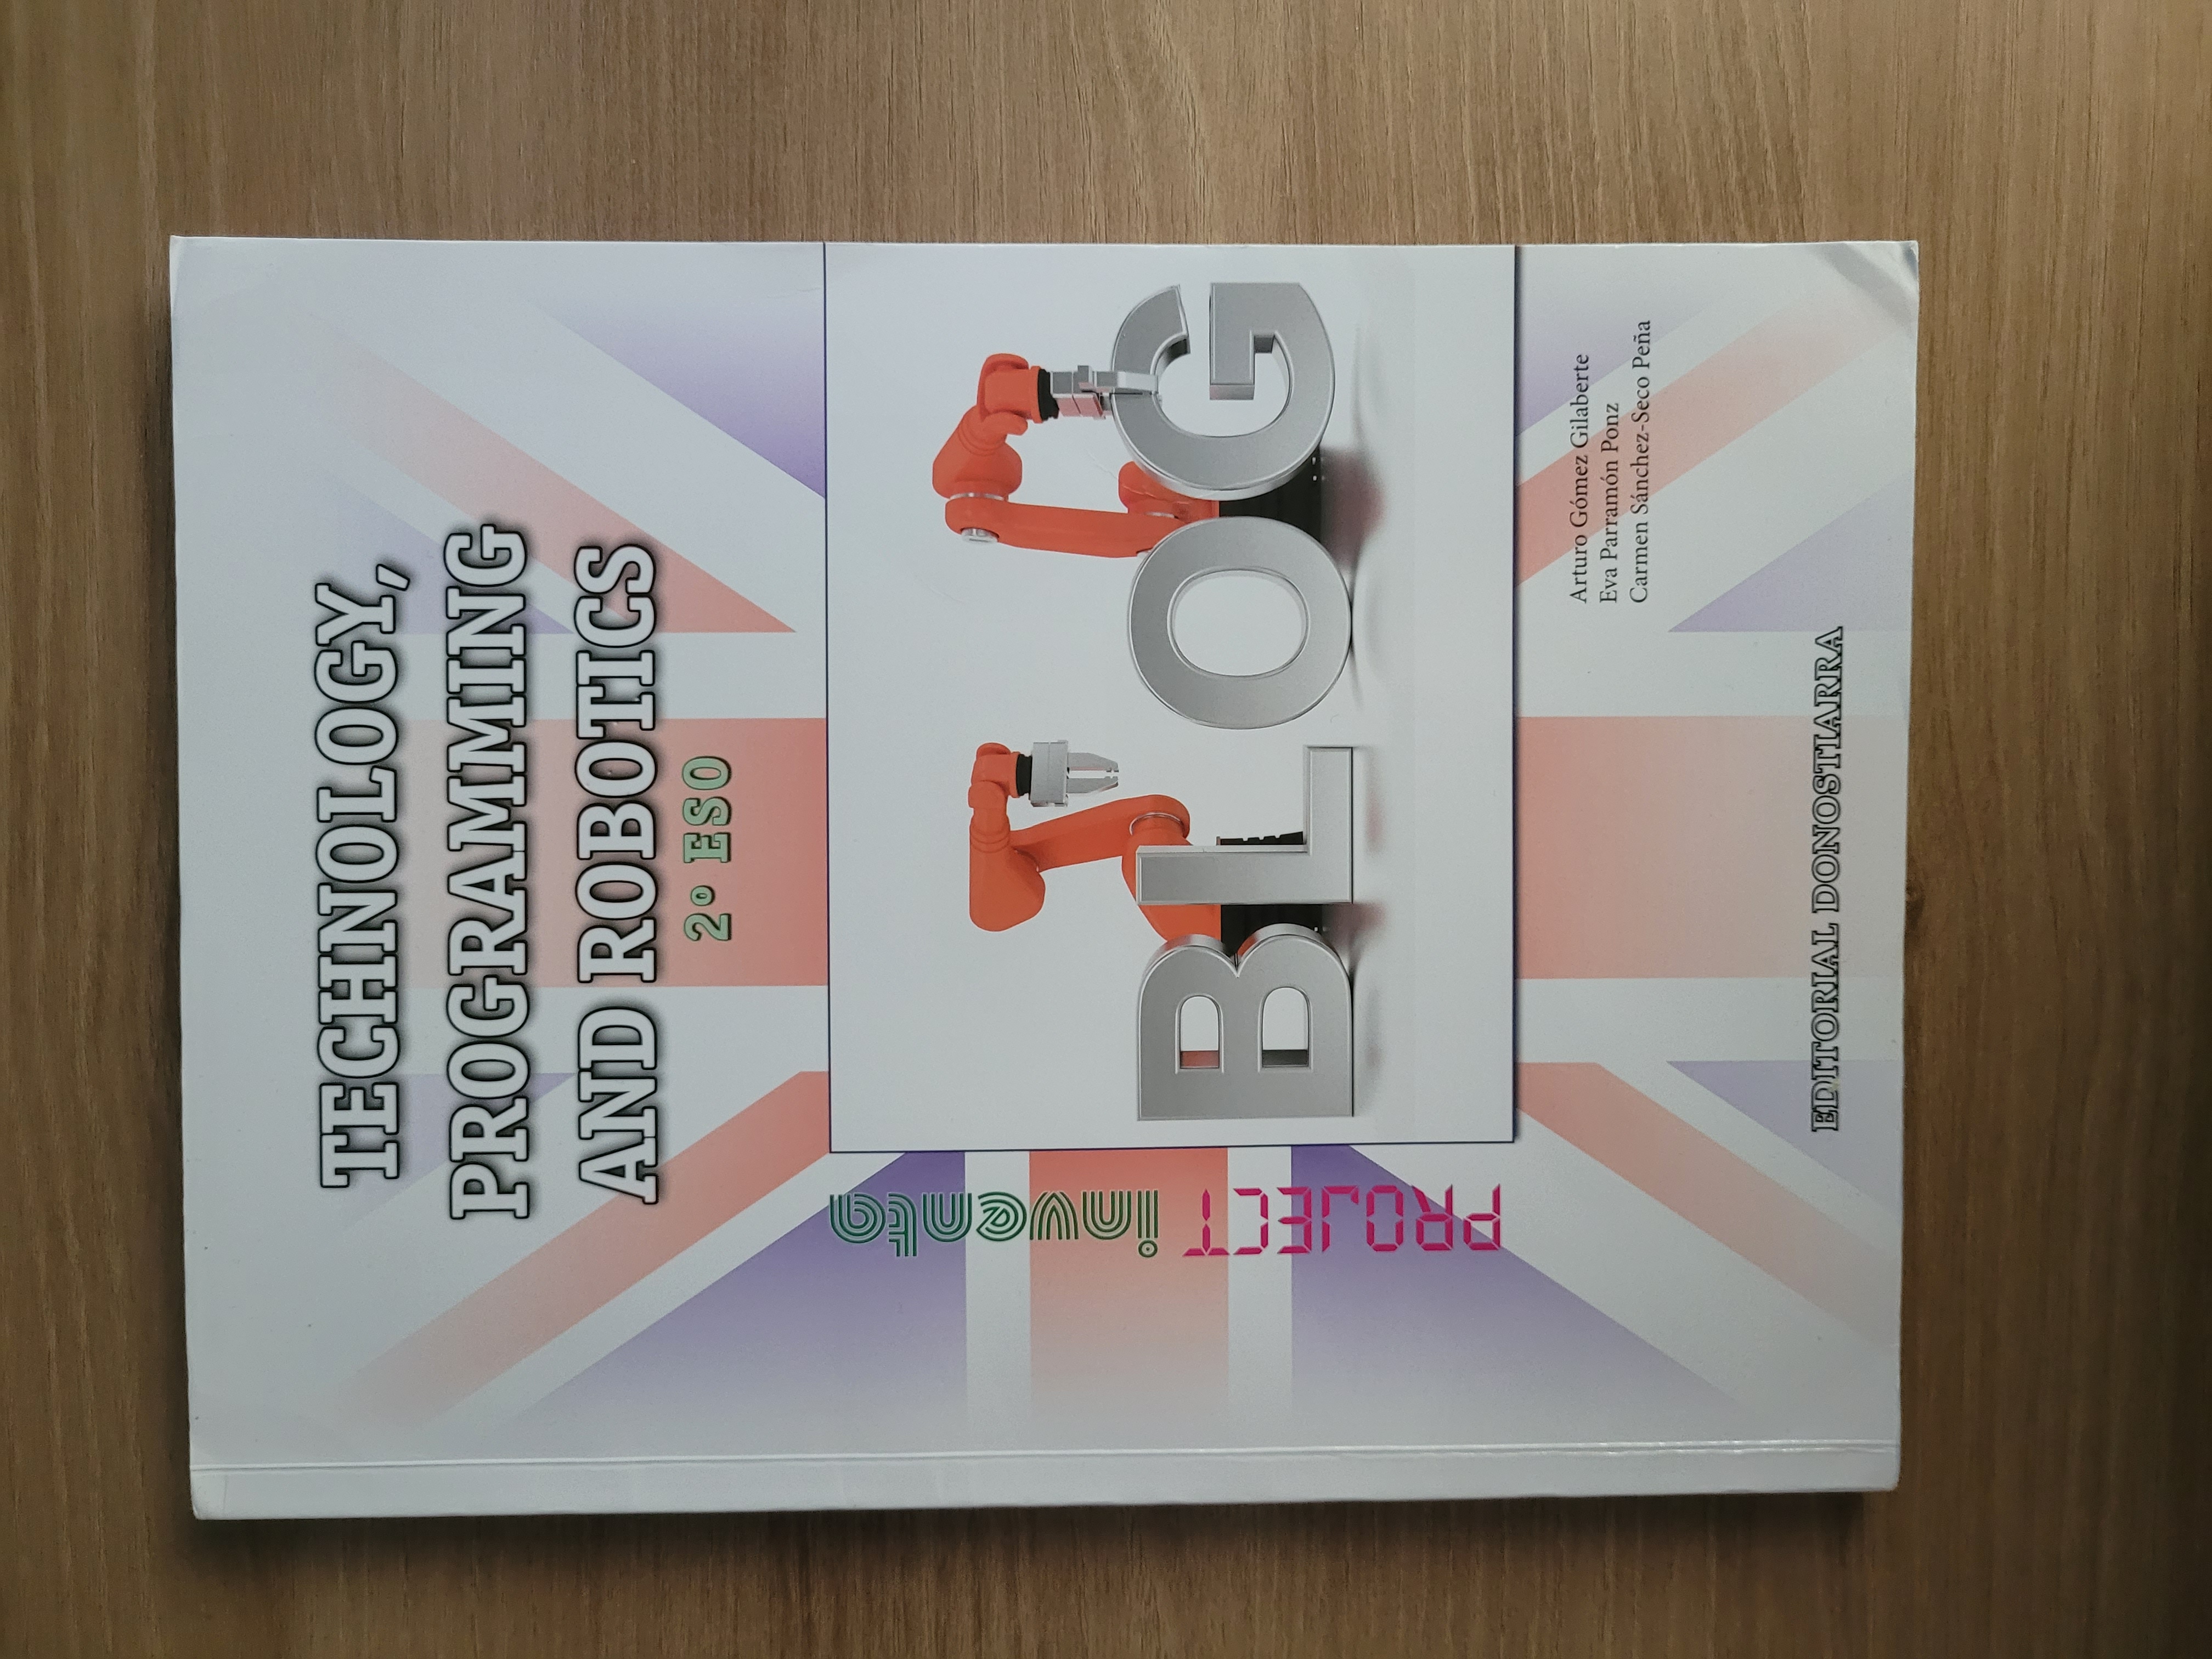 TECHNOLOGY,
PROGRAMMING
AND ROBOTICS
2º ESO
PROJECT inventa
BLOG
Arturo Gómez Gilaberte
Eva Parramón Ponz
Carmen Sánchez-Seco Peña
EDITORIAL DONOSTIARRA